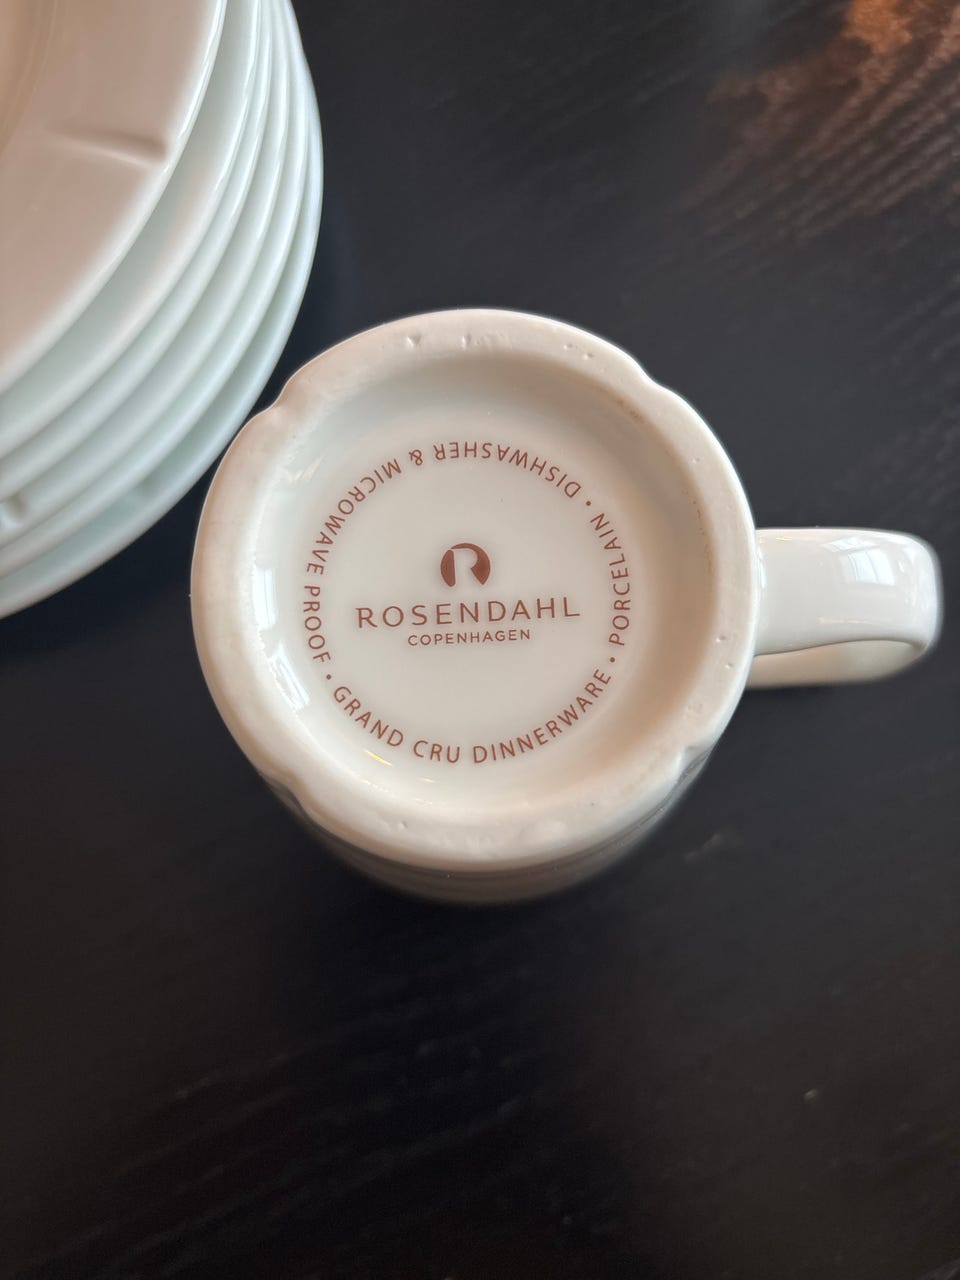 ROSENDAHL
COPENHAGEN
GRAND CRU DINNERWARE • PORCELAIN • DISHWASHER & MICROWAVE PROOF •